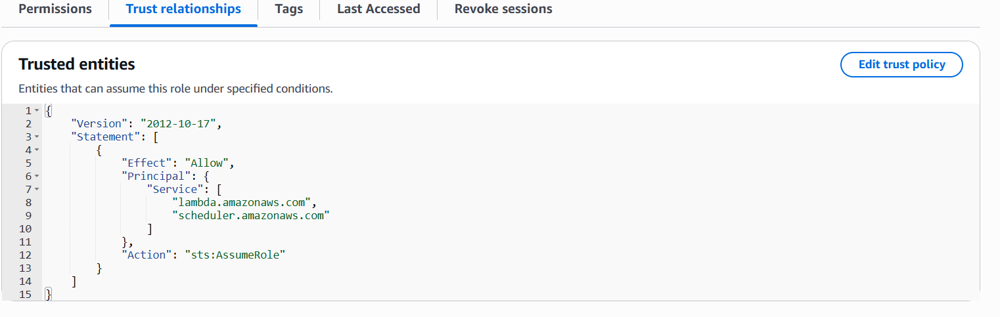 Permissions Trust relationships Tags Last Accessed Revoke sessions
Trusted entities
Edit trust policy
Entities that can assume this role under specified conditions.
1 {
2     "Version": "2012-10-17",
3     "Statement": [
4         {
5             "Effect": "Allow",
6             "Principal": {
7                 "Service": [
8                     "lambda.amazonaws.com",
9                     "scheduler.amazonaws.com"
10                 ]
11             },
12             "Action": "sts:AssumeRole"
13         }
14     ]
15 }